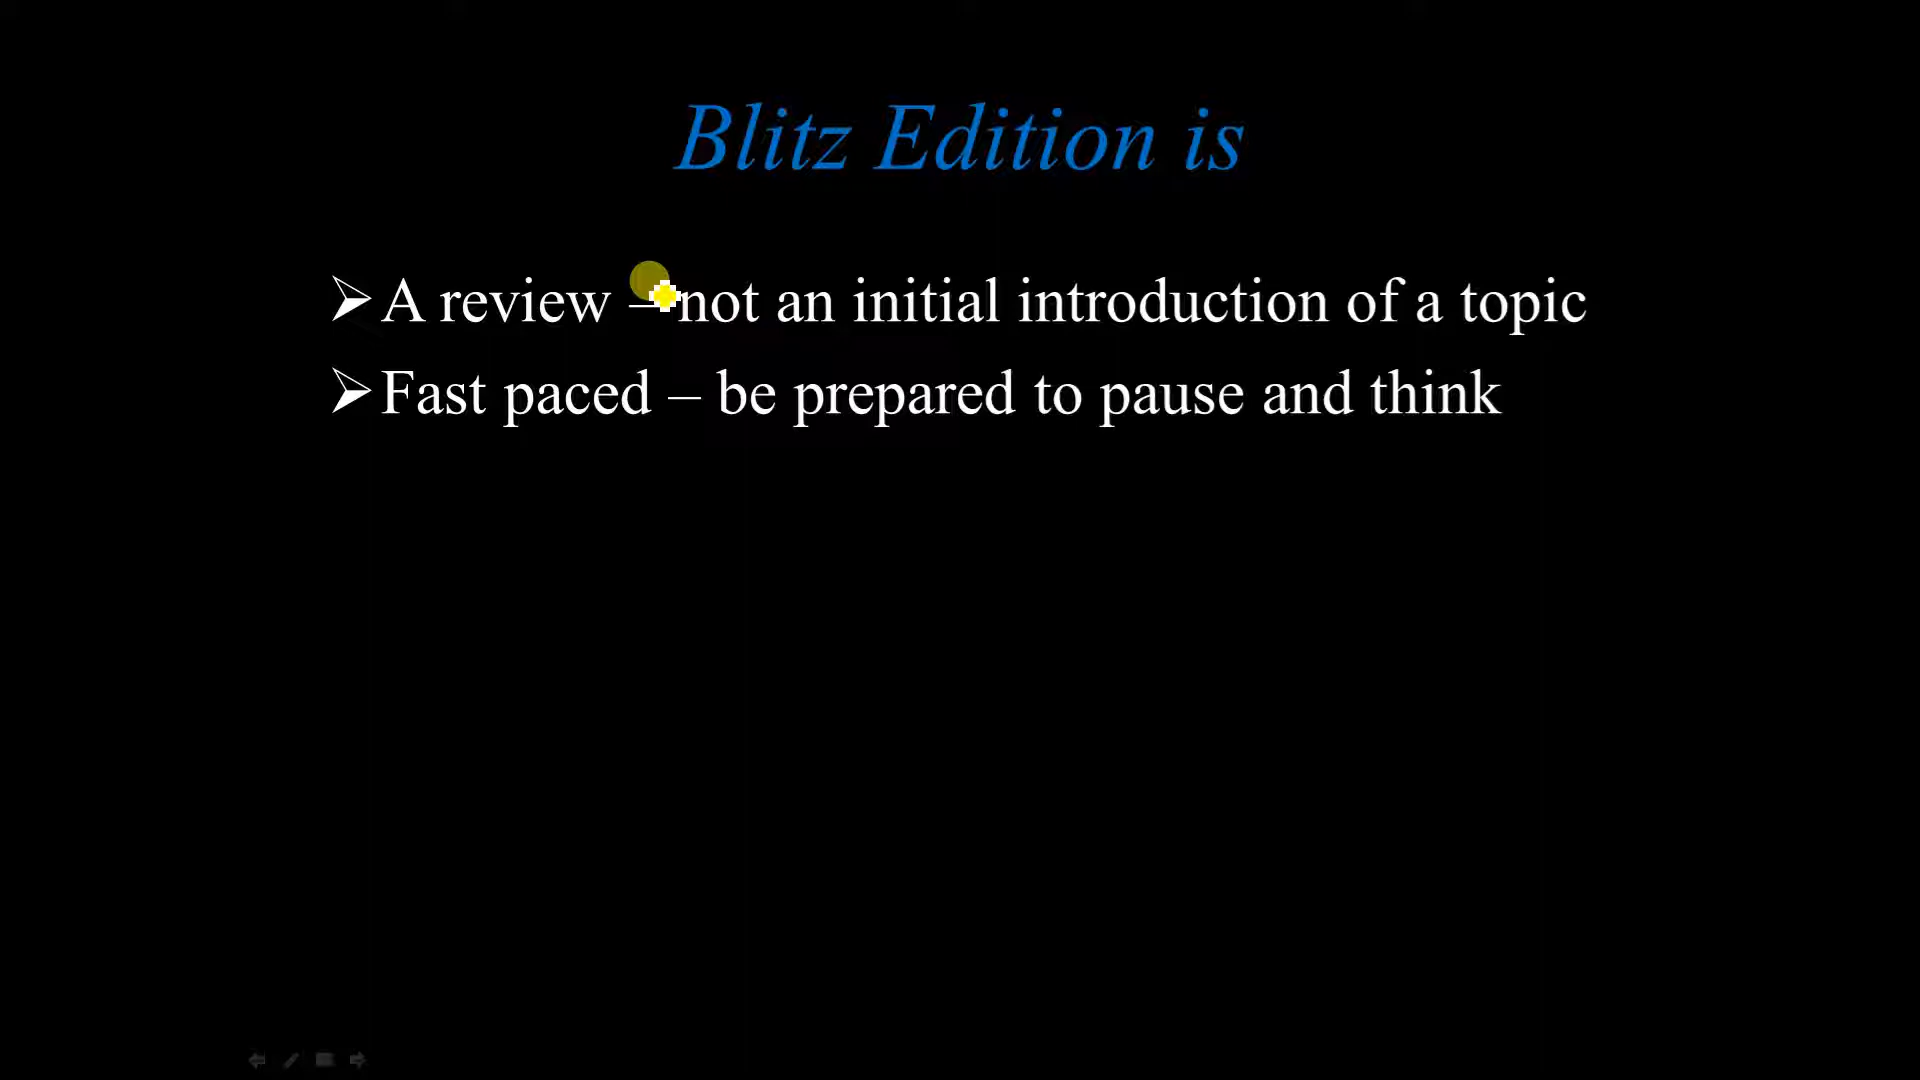 Blitz Edition is
➢A review – not an initial introduction of a topic
➢Fast paced – be prepared to pause and think